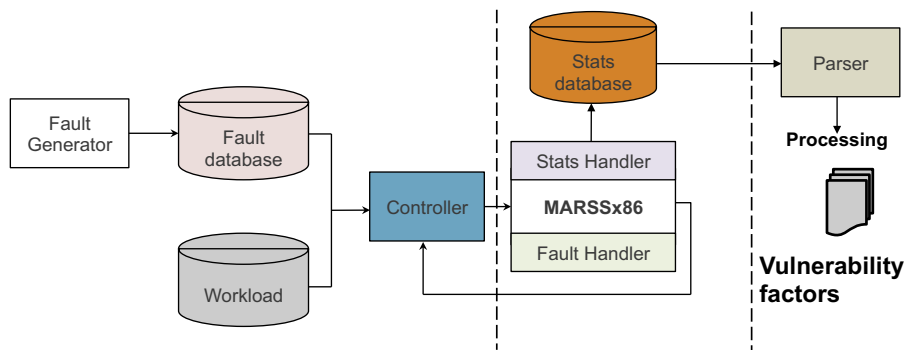 Fault
Generator
Fault
database
Workload
Controller
Stats
database
Stats Handler
MARSSx86
Fault Handler
Parser
Processing
Vulnerability
factors